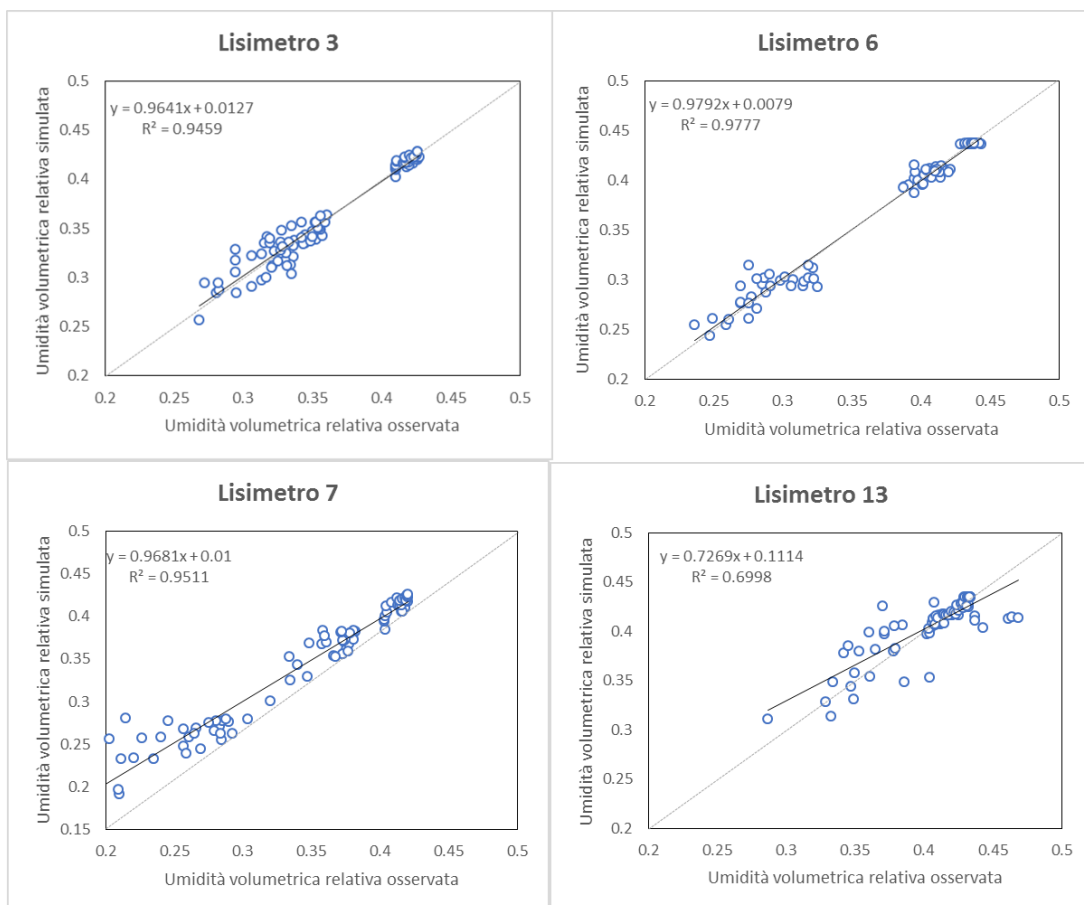 Lisimetro 3
Umidità volumetrica relativa simulata
0.5
0.45
0.4
0.35
0.3
0.25
0.2
y = 0.9641x + 0.0127
R² = 0.9459
0.2
0.25
0.3
0.35
0.4
0.45
0.5
Umidità volumetrica relativa osservata
Lisimetro 6
Umidità volumetrica relativa simulata
0.5
0.45
0.4
0.35
0.3
0.25
0.2
y = 0.9792x + 0.0079
R² = 0.9777
0.2
0.25
0.3
0.35
0.4
0.45
0.5
Umidità volumetrica relativa osservata
Lisimetro 7
Umidità volumetrica relativa simulata
0.5
0.45
0.4
0.35
0.3
0.25
0.2
0.15
y = 0.9681x + 0.01
R² = 0.9511
0.2
0.25
0.3
0.35
0.4
0.45
0.5
Umidità volumetrica relativa osservata
Lisimetro 13
Umidità volumetrica relativa simulata
0.5
0.45
0.4
0.35
0.3
0.25
0.2
y = 0.7269x + 0.1114
R² = 0.6998
0.2
0.25
0.3
0.35
0.4
0.45
0.5
Umidità volumetrica relativa osservata